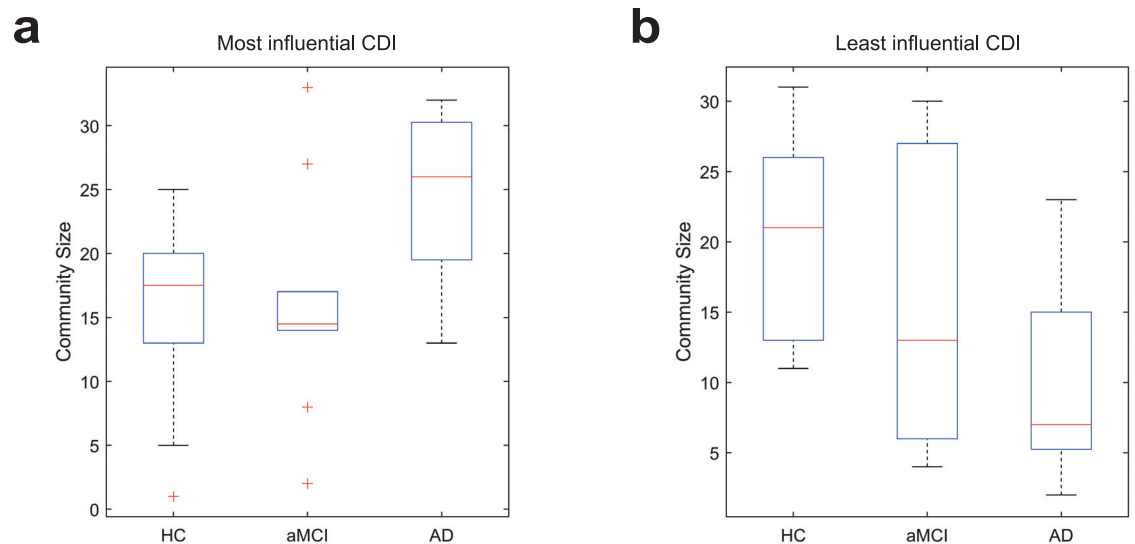 a
Most influential CDI
Community Size
30
25
20
15
10
5
0
HC aMCI AD
b
Least influential CDI
Community Size
30
25
20
15
10
5
HC aMCI AD